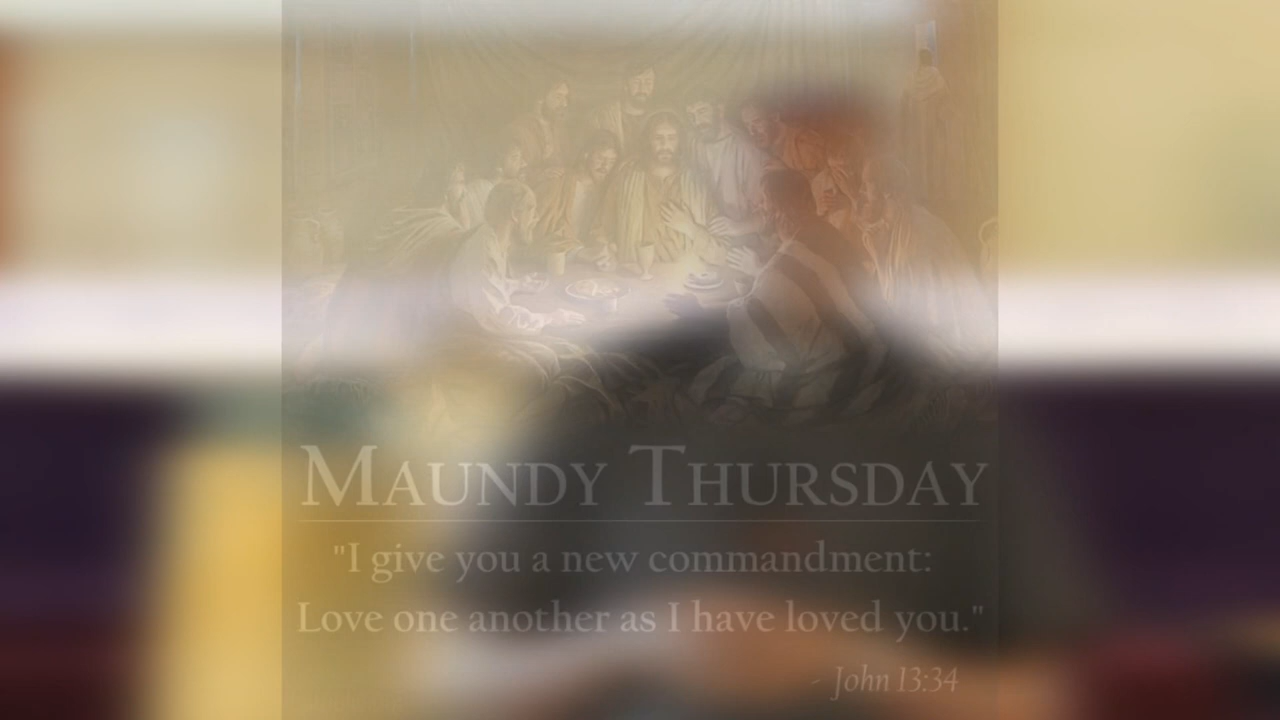 MAUNDY THURSDAY
"I give you a new commandment:
Love one another as I have loved you."
- John 13:34